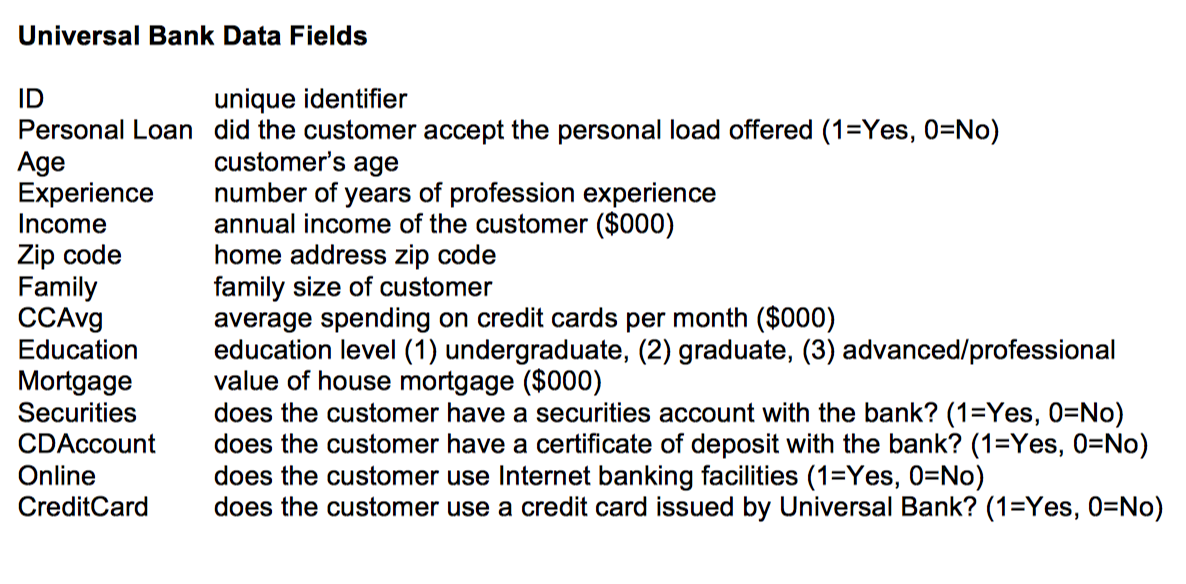 Universal Bank Data Fields
ID unique identifier
Personal Loan did the customer accept the personal load offered (1=Yes, 0=No)
Age customer's age
Experience number of years of profession experience
Income annual income of the customer ($000)
Zip code home address zip code
Family family size of customer
CCAvg average spending on credit cards per month ($000)
Education education level (1) undergraduate, (2) graduate, (3) advanced/professional
Mortgage value of house mortgage ($000)
Securities does the customer have a securities account with the bank? (1=Yes, 0=No)
CDAccount does the customer have a certificate of deposit with the bank? (1=Yes, 0=No)
Online does the customer use Internet banking facilities (1=Yes, 0=No)
CreditCard does the customer use a credit card issued by Universal Bank? (1=Yes, 0=No)